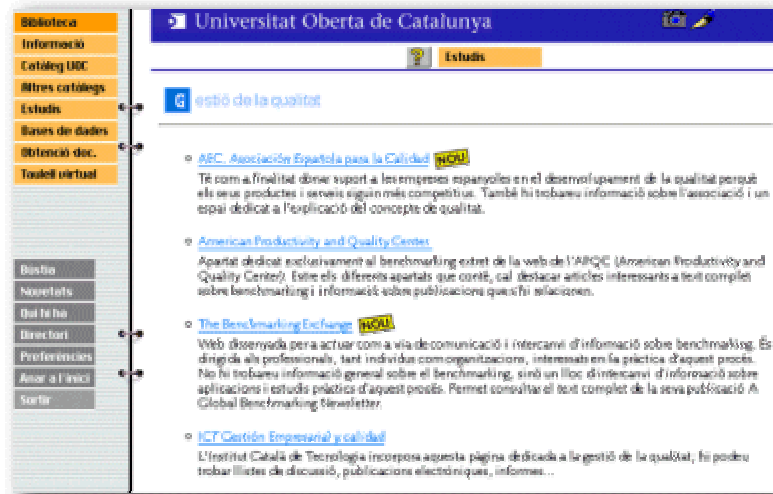 Biblioteca
Informació
Catàleg UOC
Altres catàlegs
Estudis
Bases de dades
Obtenció doc.
Taulell virtual
Bústia
Novetats
Qui hi ha
Directori
Preferències
Anar a l'inici
Sortir
Universitat Oberta de Catalunya
? Estudis
G estió de la qualitat
AEC. Asociación Española para la Calidad NOU
Té com a finalitat donar suport a les empreses espanyoles en el desenvolupament de la qualitat perquè
els seus productes i serveis siguin més competitius. També hi trobareu informació sobre l'associació i un
espai dedicat a l'explicació del concepte de qualitat.
American Productivity and Quality Center
Apartat dedicat exclusivament al benchmarking extret de la web de l'APQC (American Productivity and
Quality Center). Entre els diferents apartats que conté, cal destacar articles interessants a text complet
sobre benchmarking i informació sobre publicacions que s'hi relacionen.
The Benchmarking Exchange NOU
Web dissenyada per a actuar com a via de comunicació i intercanvi d'informació sobre benchmarking. És
dirigida als professionals, tant individus com organitzacions, interessats en la pràctica d'aquest procés.
No hi trobareu informació general sobre el benchmarking, sinó un lloc d'intercanvi d'informació sobre
aplicacions i estudis pràctics d'aquest procés. Permet consultar el text complet de la seva publicació A
Global Benchmarking Newsletter.
ICT Gestión Empresarial y calidad
L'Institut Català de Tecnologia incorpora aquesta pàgina dedicada a la gestió de la qualitat, hi podeu
trobar llistes de discussió, publicacions electròniques, informes...